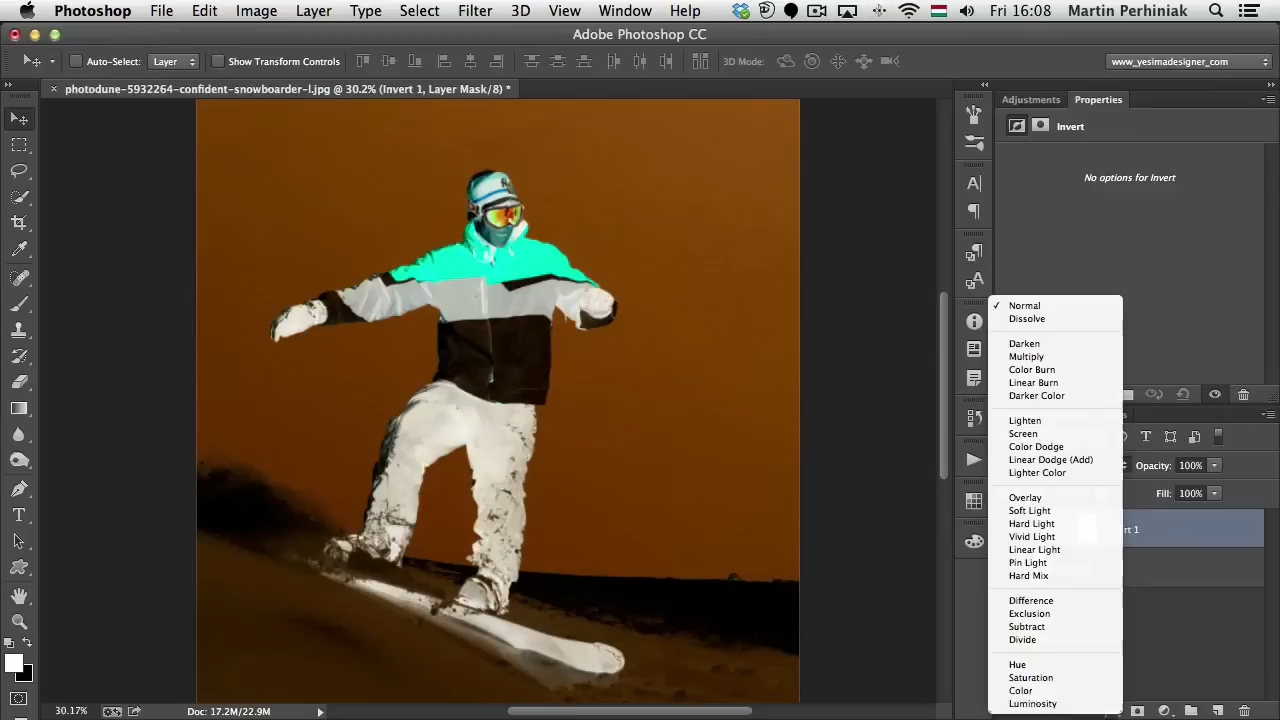 Photoshop File Edit Image Layer Type Select Filter 3D View Window Help Fri 16:08 Martin Perhiniak
Adobe Photoshop CC
Auto-Select: Layer Show Transform Controls 3D Mode: www_yesimadesigner_com
photodune-5932264-confident-snowboarder-l.jpg @ 30.2% (Invert 1, Layer Mask/8) *
Adjustments Properties
Invert
No options for Invert
Normal
Dissolve
Darken
Multiply
Color Burn
Linear Burn
Darker Color
Lighten
Screen
Color Dodge
Linear Dodge (Add)
Lighter Color
Overlay
Soft Light
Hard Light
Vivid Light
Linear Light
Pin Light
Hard Mix
Difference
Exclusion
Subtract
Divide
Hue
Saturation
Color
Luminosity
Opacity: 100%
Fill: 100%
rt 1
30.17% Doc: 17.2M/22.9M